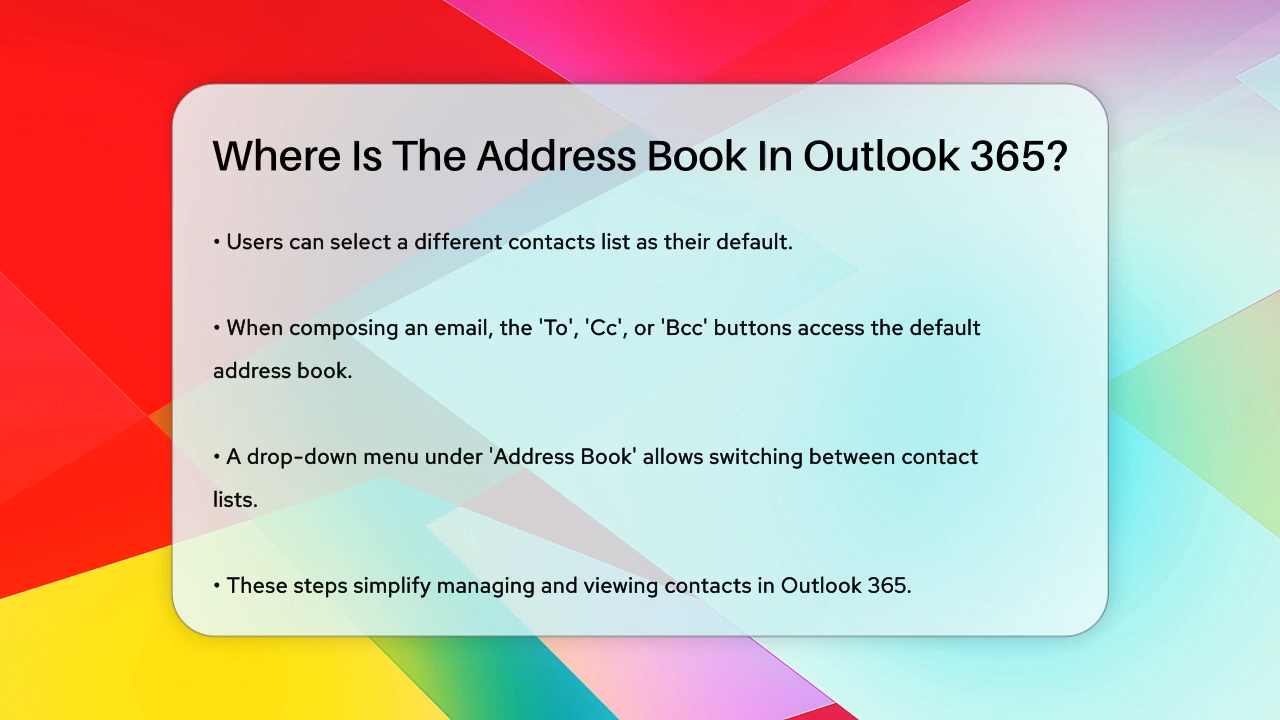 Where Is The Address Book In Outlook 365?
• Users can select a different contacts list as their default.
• When composing an email, the 'To', 'Cc', or 'Bcc' buttons access the default
address book.
• A drop-down menu under 'Address Book' allows switching between contact
lists.
• These steps simplify managing and viewing contacts in Outlook 365.